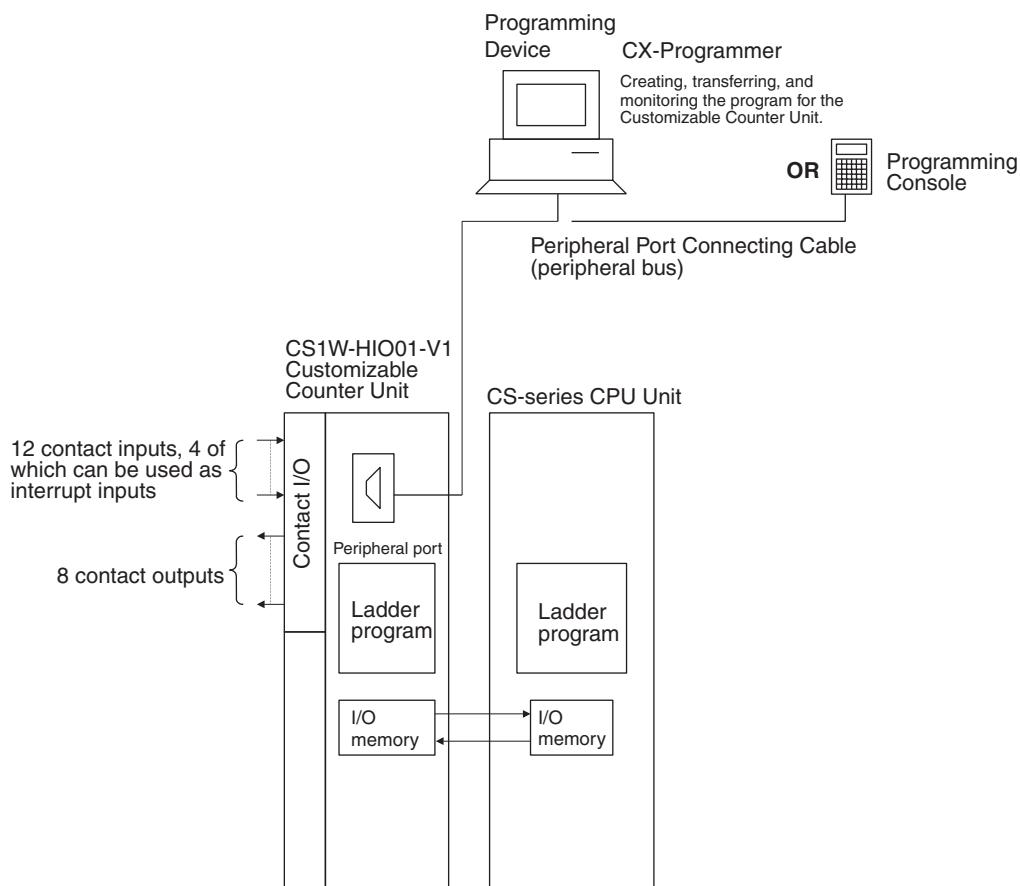 Programming
Device
CX-Programmer
Creating, transferring, and
monitoring the program for the
Customizable Counter Unit.
OR
Programming
Console
Peripheral Port Connecting Cable
(peripheral bus)
CS1W-HIO01-V1
Customizable
Counter Unit
CS-series CPU Unit
12 contact inputs, 4 of
which can be used as
interrupt inputs
8 contact outputs
Contact I/O
Peripheral port
Ladder
program
Ladder
program
I/O
memory
I/O
memory